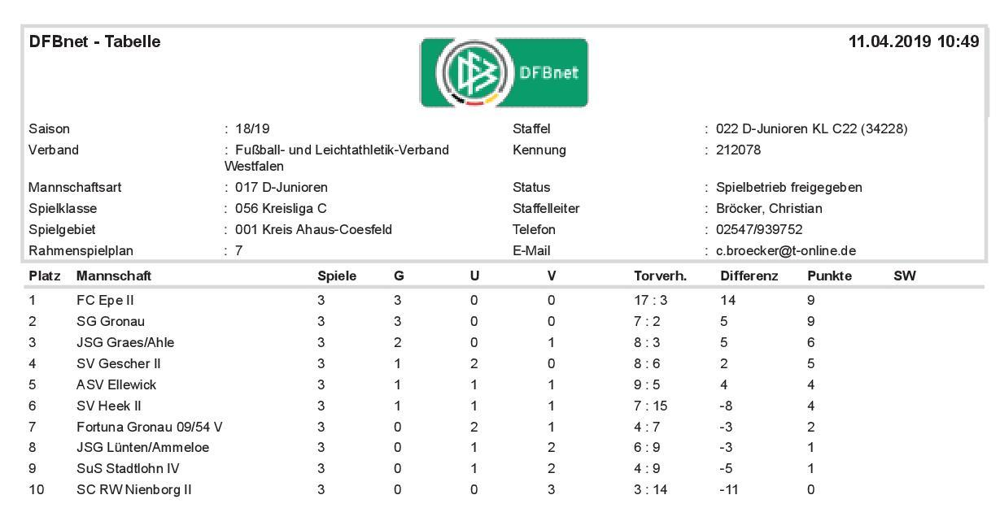 DFBnet - Tabelle 11.04.2019 10:49
DFB DFBnet
Saison : 18/19 Staffel : 022 D-Junioren KL C22 (34228)
Verband : Fußball- und Leichtathletik-Verband Kennung : 212078
Westfalen
Mannschaftsart : 017 D-Junioren Status : Spielbetrieb freigegeben
Spielklasse : 056 Kreisliga C Staffelleiter : Bröcker, Christian
Spielgebiet : 001 Kreis Ahaus-Coesfeld Telefon : 02547/939752
Rahmenspielplan : 7 E-Mail : c.broecker@t-online.de
Platz Mannschaft Spiele G U V Torverh. Differenz Punkte SW
1 FC Epe II 3 3 0 0 17 : 3 14 9
2 SG Gronau 3 3 0 0 7 : 2 5 9
3 JSG Graes/Ahle 3 2 0 1 8 : 3 5 6
4 SV Gescher II 3 1 2 0 8 : 6 2 5
5 ASV Ellewick 3 1 1 1 9 : 5 4 4
6 SV Heek II 3 1 1 1 7 : 15 -8 4
7 Fortuna Gronau 09/54 V 3 0 2 1 4 : 7 -3 2
8 JSG Lünten/Ammeloe 3 0 1 2 6 : 9 -3 1
9 SuS Stadtlohn IV 3 0 1 2 4 : 9 -5 1
10 SC RW Nienborg II 3 0 0 3 3 : 14 -11 0